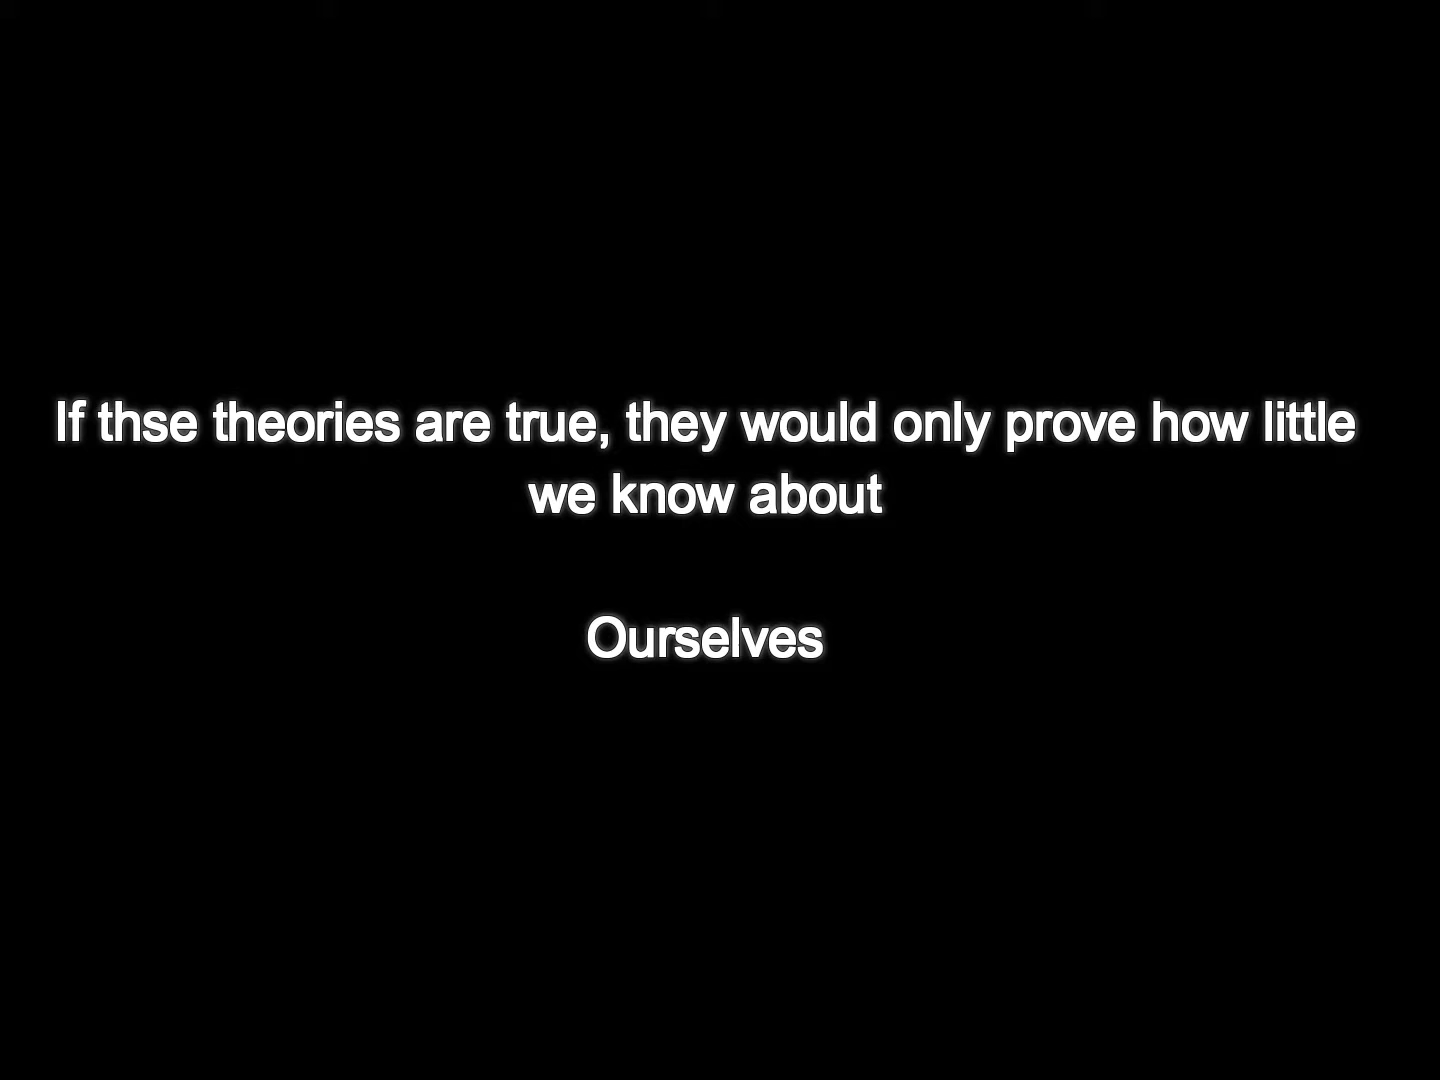 If thse theories are true, they would only prove how little
we know about
Ourselves